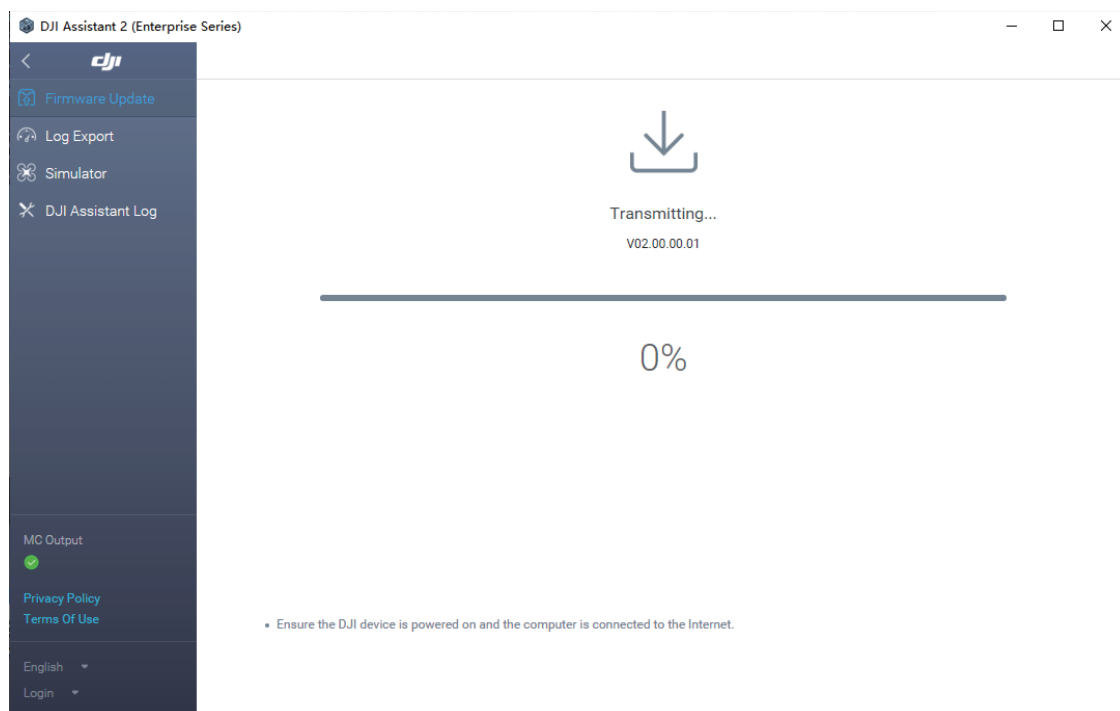 DJI Assistant 2 (Enterprise Series)
dji
Firmware Update
Log Export
Simulator
DJI Assistant Log
Transmitting...
V02.00.00.01
0%
MC Output
Privacy Policy
Terms Of Use
• Ensure the DJI device is powered on and the computer is connected to the Internet.
English
Login